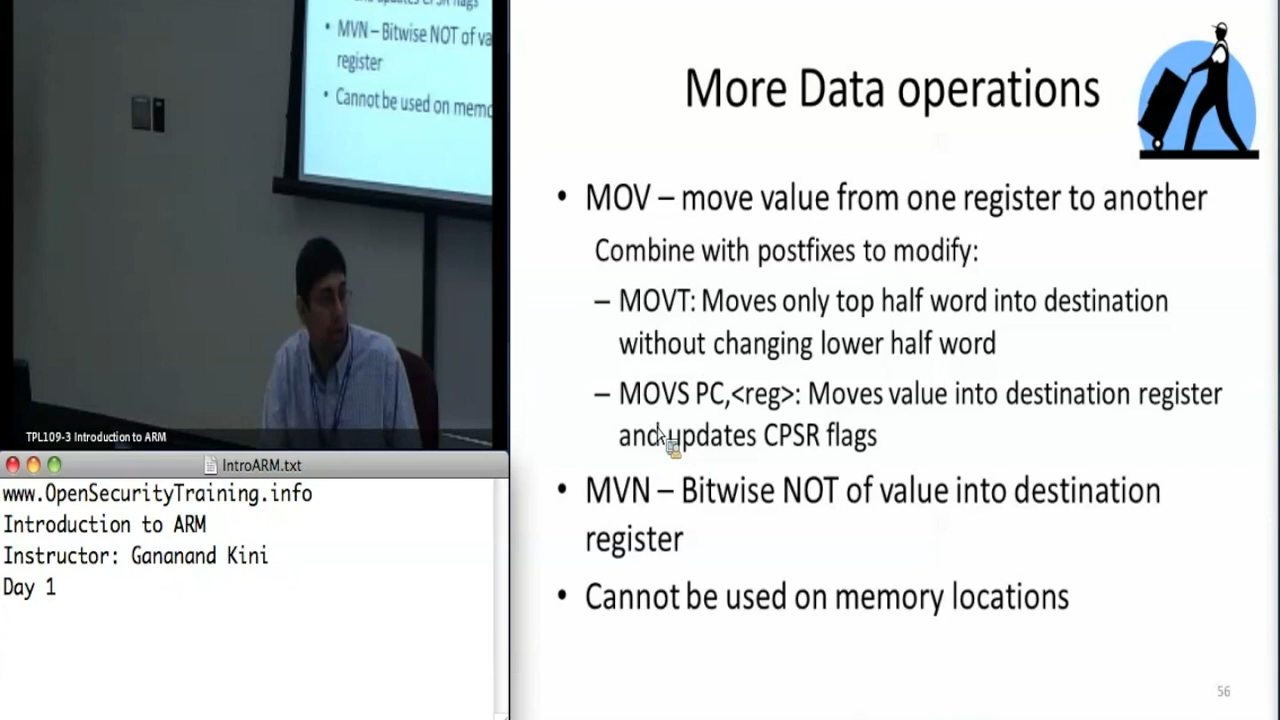 and updates CPSR flags
• MVN – Bitwise NOT of va
register
• Cannot be used on memo
TPL109-3 Introduction to ARM
IntroARM.txt
www.OpenSecurityTraining.info
Introduction to ARM
Instructor: Gananand Kini
Day 1
More Data operations
• MOV – move value from one register to another
Combine with postfixes to modify:
– MOVT: Moves only top half word into destination
without changing lower half word
– MOVS PC,<reg>: Moves value into destination register
and updates CPSR flags
• MVN – Bitwise NOT of value into destination
register
• Cannot be used on memory locations
56